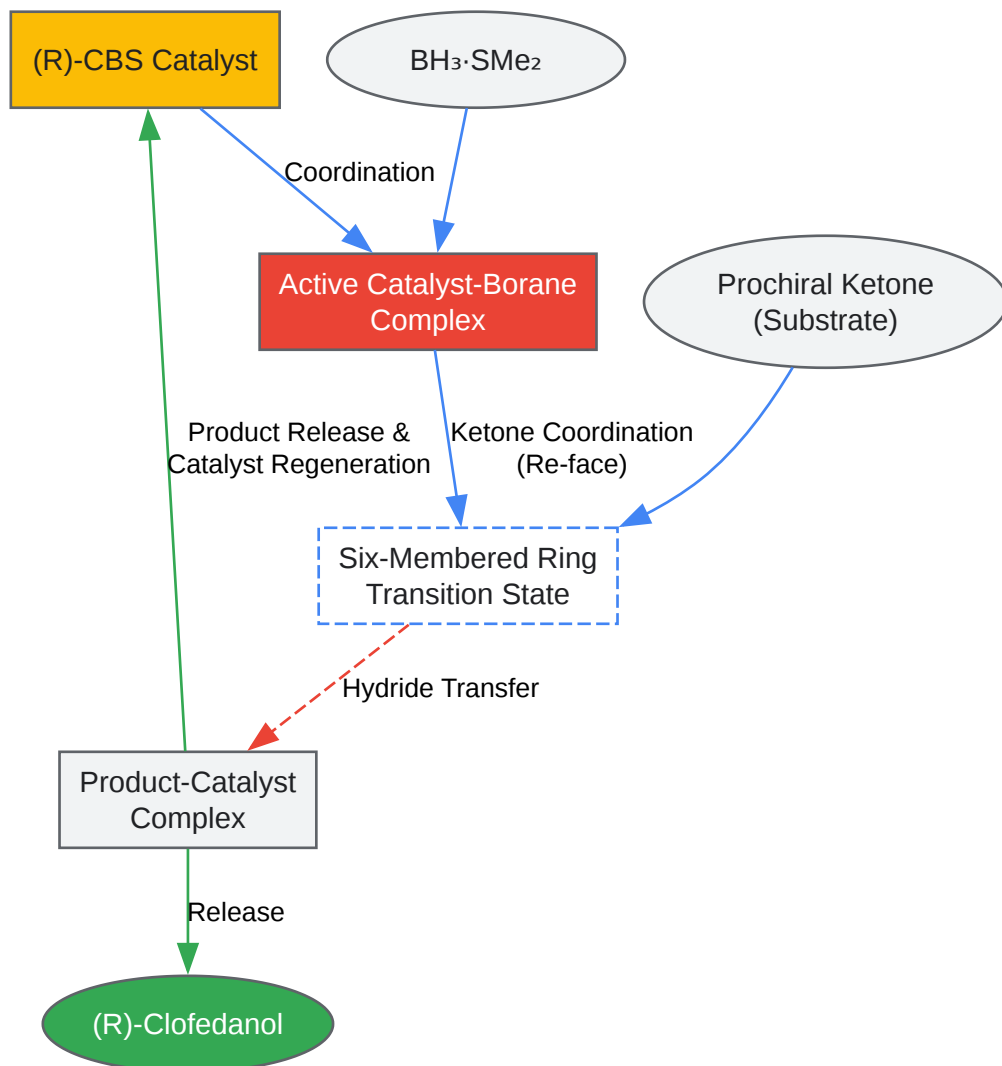 (R)-CBS Catalyst
BH₃·SMe₂
Coordination
Active Catalyst-Borane
Complex
Prochiral Ketone
(Substrate)
Product Release &
Catalyst Regeneration
Ketone Coordination
(Re-face)
Six-Membered Ring
Transition State
Hydride Transfer
Product-Catalyst
Complex
Release
(R)-Clofedanol